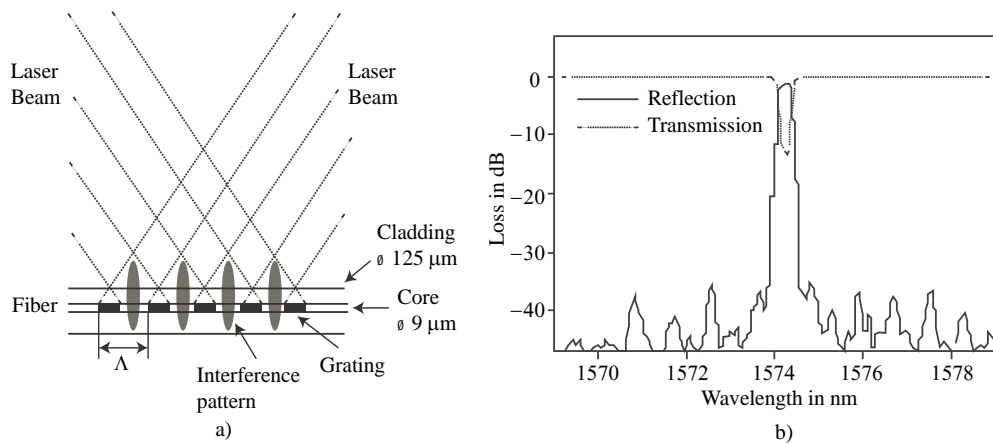 Laser
Beam
Laser
Beam
Cladding
ø 125 μm
Fiber
Core
ø 9 μm
Λ
Interference
pattern
Grating
a)
Loss in dB
0
−10
−20
−30
−40
Reflection
Transmission
1570
1572
1574
1576
1578
Wavelength in nm
b)